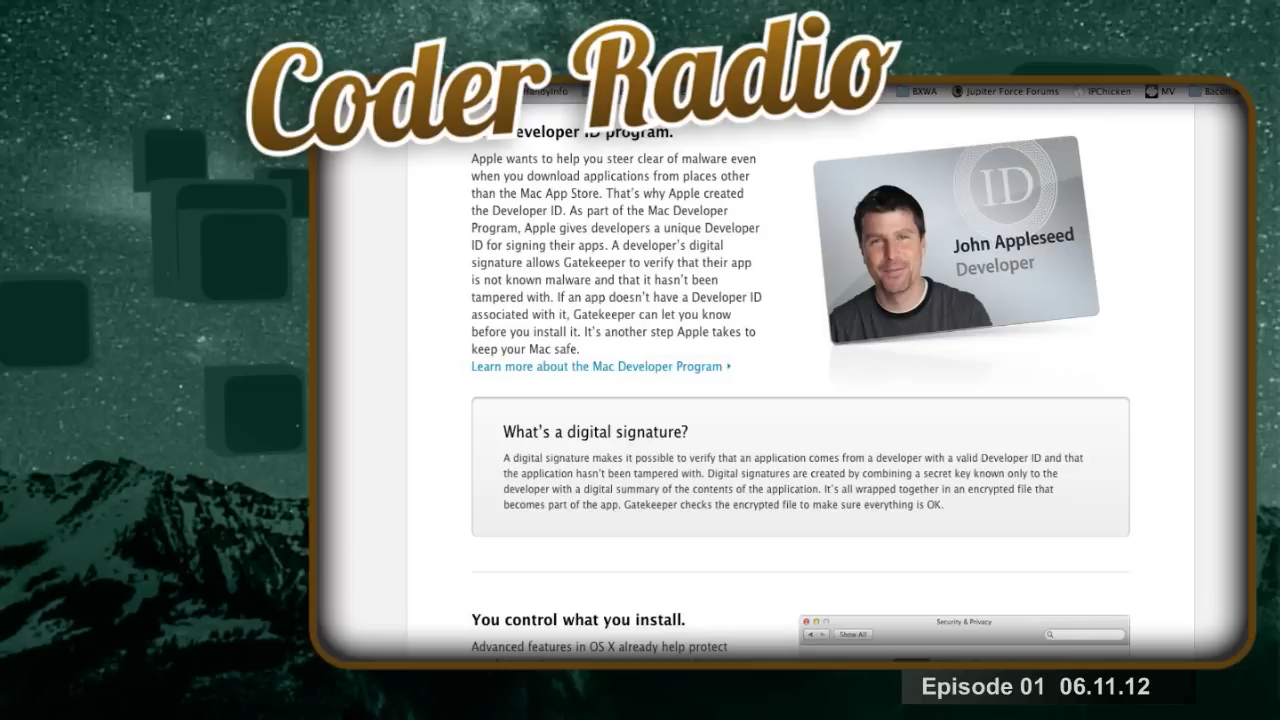 Coder Radio
BXWA
Jupiter Force Forums
IPChicken
MV
Developer ID program.
Apple wants to help you steer clear of malware even
when you download applications from places other
than the Mac App Store. That's why Apple created
the Developer ID. As part of the Mac Developer
Program, Apple gives developers a unique Developer
ID for signing their apps. A developer's digital
signature allows Gatekeeper to verify that their app
is not known malware and that it hasn't been
tampered with. If an app doesn't have a Developer ID
associated with it, Gatekeeper can let you know
before you install it. It's another step Apple takes to
keep your Mac safe.
Learn more about the Mac Developer Program
ID
John Appleseed
Developer
What's a digital signature?
A digital signature makes it possible to verify that an application comes from a developer with a valid Developer ID and that
the application hasn't been tampered with. Digital signatures are created by combining a secret key known only to the
developer with a digital summary of the contents of the application. It's all wrapped together in an encrypted file that
becomes part of the app. Gatekeeper checks the encrypted file to make sure everything is OK.
You control what you install.
Advanced features in OS X already help protect
Security & Privacy
Show All
Episode 01 06.11.12